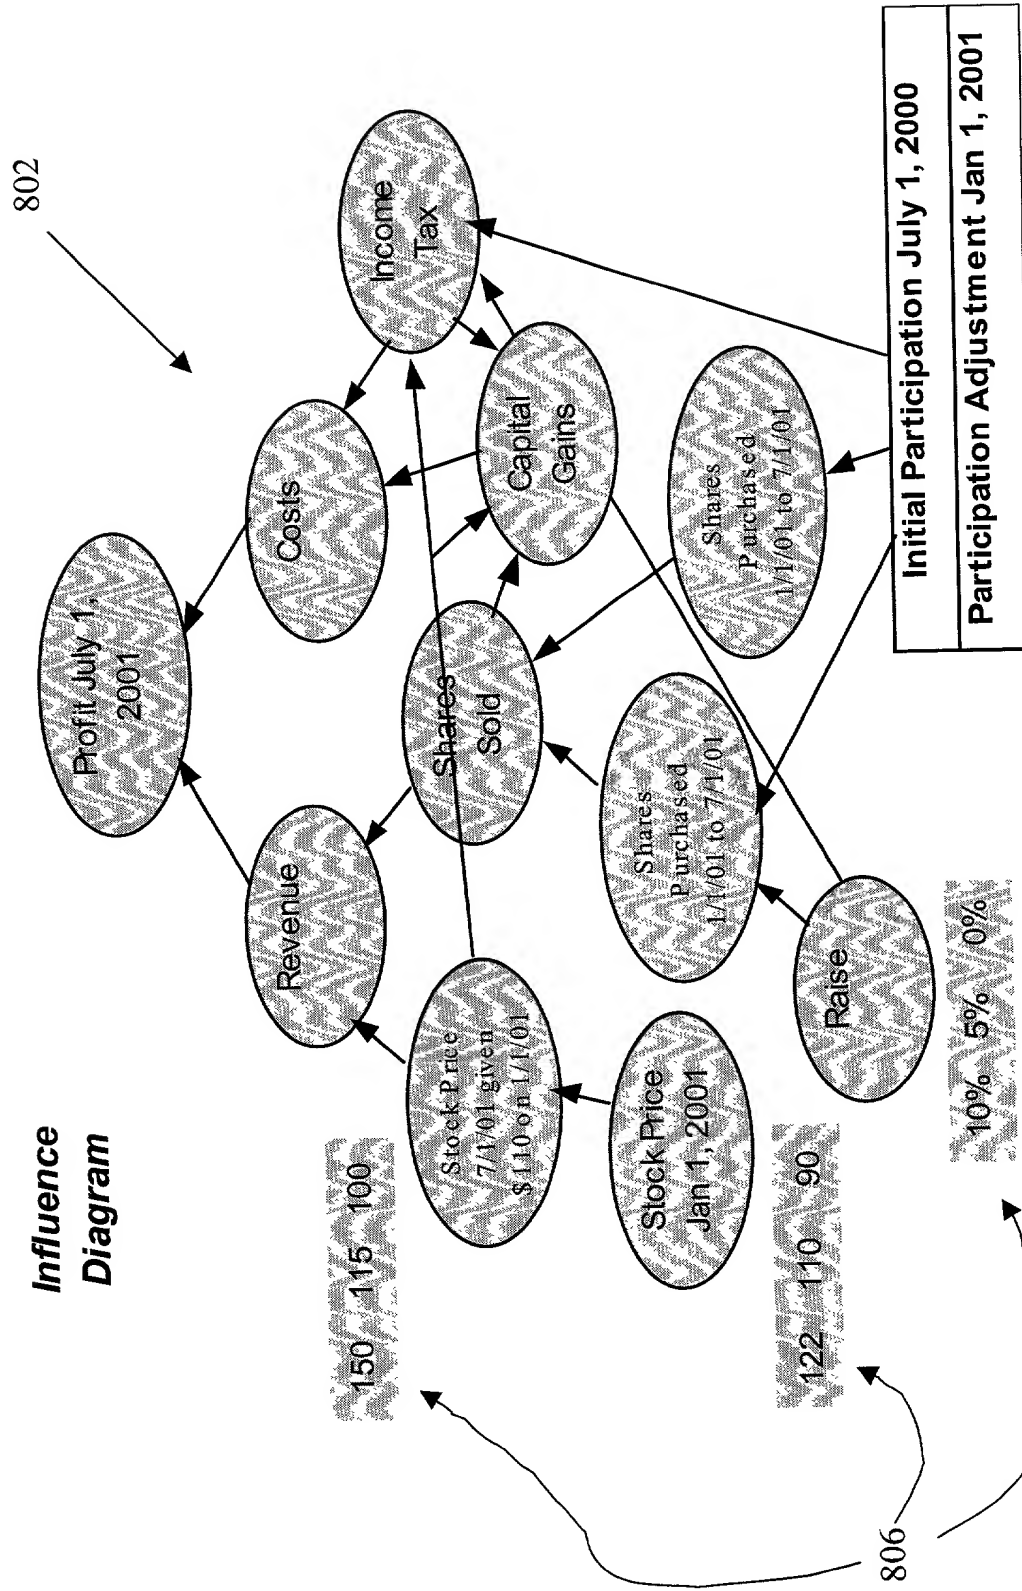 Influence
Diagram
802
Profit July 1,
2001
Revenue
Costs
Income
Tax
Stock Price
7/1/01 given
$110 on 1/1/01
Shares
Sold
Capital
Gains
150 115 100
Stock Price
Jan 1, 2001
Shares
Purchased
1/1/01 to 7/1/01
Shares
Purchased
1/1/01 to 7/1/01
122 110 90
Raise
10% 5% 0%
806
Initial Participation July 1, 2000
Participation Adjustment Jan 1, 2001